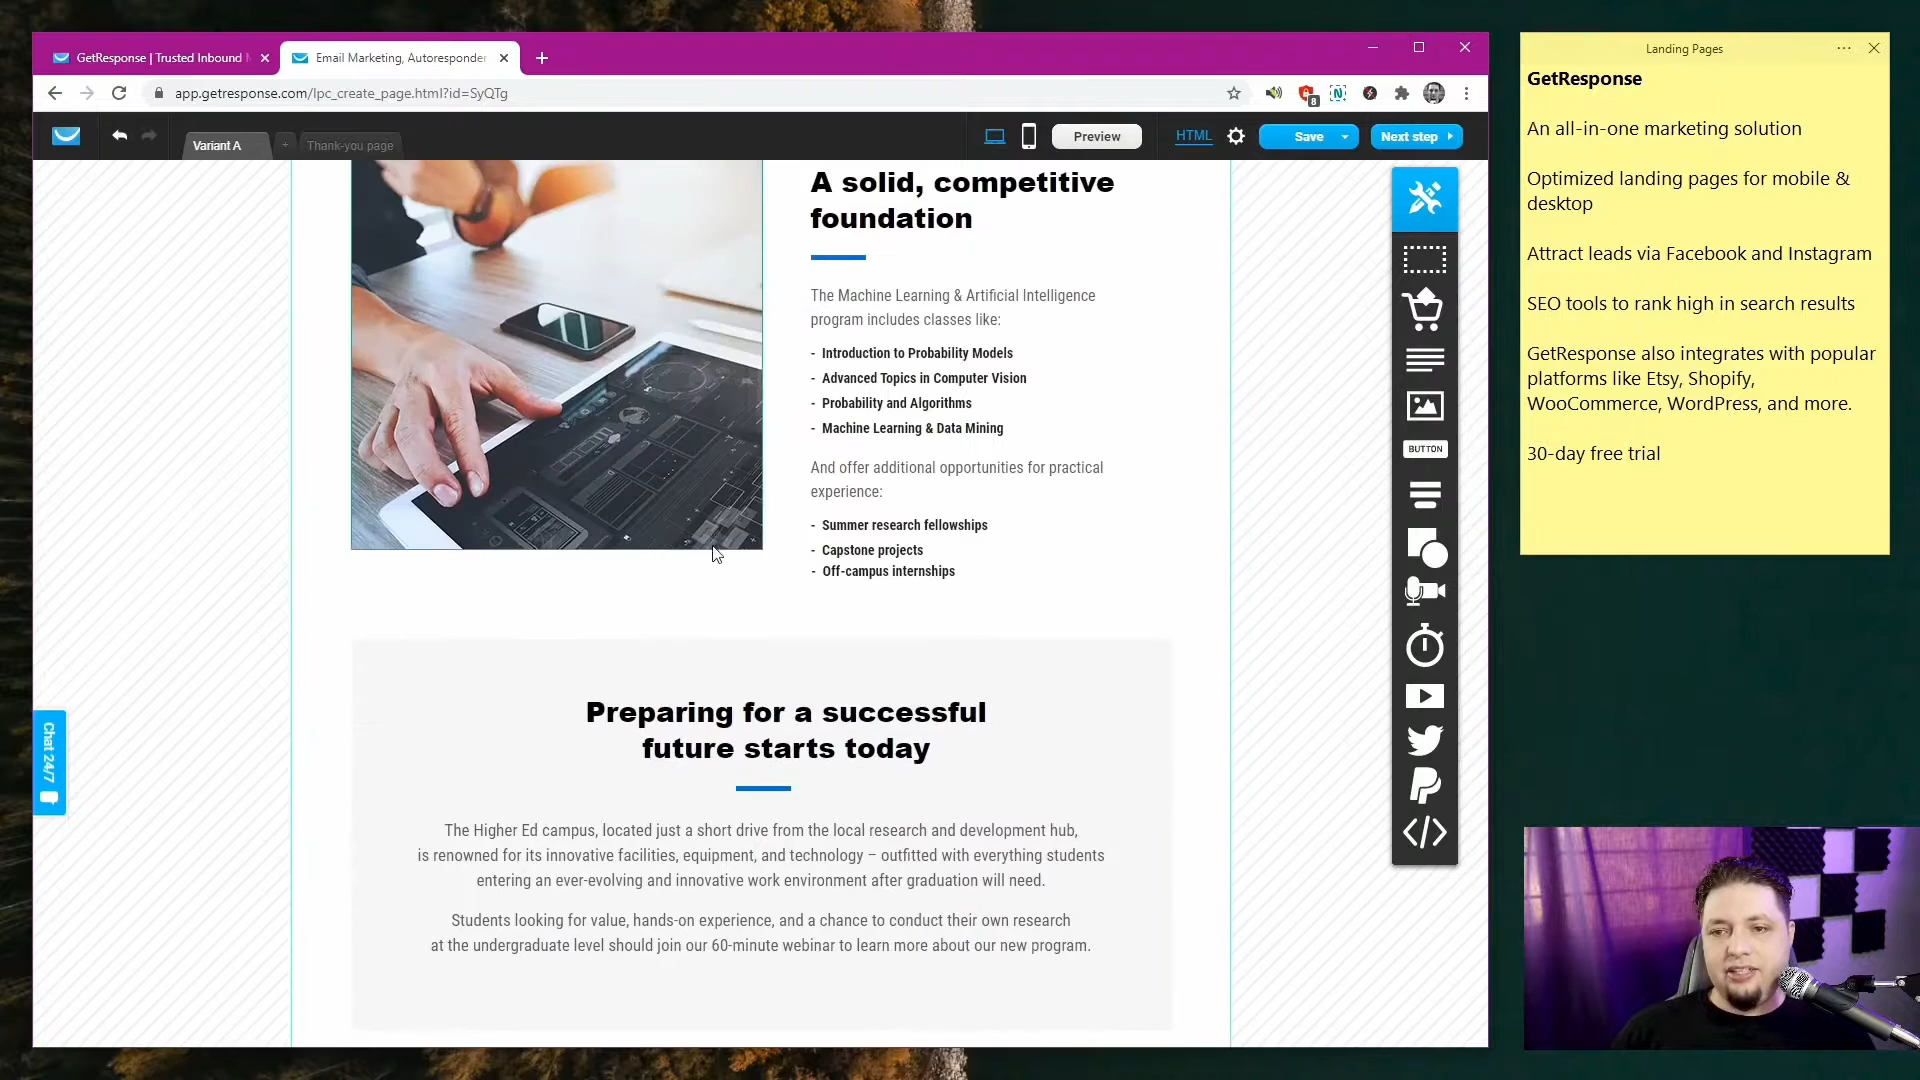 GetResponse | Trusted Inbound
Email Marketing, Autoresponder
app.getresponse.com/lpc_create_page.html?id=SyQTg
8
Variant A
+
Thank-you page
Preview
HTML
Save
Next step
A solid, competitive
foundation
The Machine Learning & Artificial Intelligence
program includes classes like:
- Introduction to Probability Models
- Advanced Topics in Computer Vision
- Probability and Algorithms
- Machine Learning & Data Mining
And offer additional opportunities for practical
experience:
- Summer research fellowships
- Capstone projects
- Off-campus internships
BUTTON
Chat 24/7
Preparing for a successful
future starts today
The Higher Ed campus, located just a short drive from the local research and development hub,
is renowned for its innovative facilities, equipment, and technology – outfitted with everything students
entering an ever-evolving and innovative work environment after graduation will need.
Students looking for value, hands-on experience, and a chance to conduct their own research
at the undergraduate level should join our 60-minute webinar to learn more about our new program.
Landing Pages
GetResponse
An all-in-one marketing solution
Optimized landing pages for mobile &
desktop
Attract leads via Facebook and Instagram
SEO tools to rank high in search results
GetResponse also integrates with popular
platforms like Etsy, Shopify,
WooCommerce, WordPress, and more.
30-day free trial